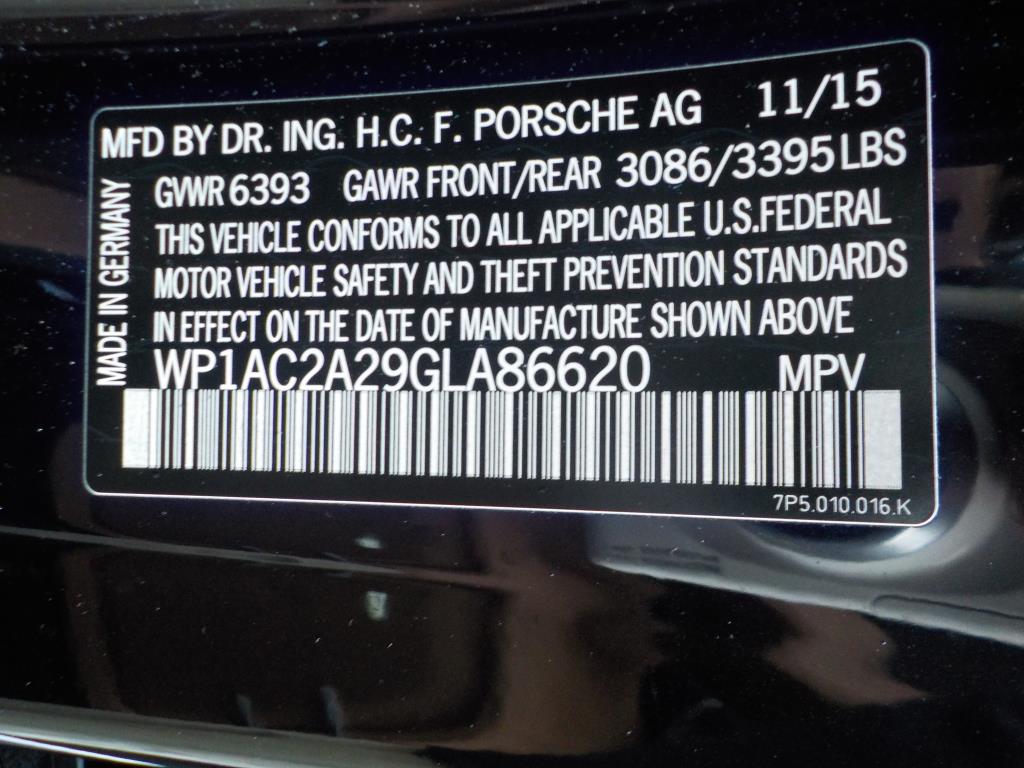 MFD BY DR. ING. H.C. F. PORSCHE AG 11/15
GVWR 6393 GAWR FRONT/REAR 3086/3395 LBS
THIS VEHICLE CONFORMS TO ALL APPLICABLE U.S.FEDERAL
MOTOR VEHICLE SAFETY AND THEFT PREVENTION STANDARDS
IN EFFECT ON THE DATE OF MANUFACTURE SHOWN ABOVE
WP1AC2A29GLA86620 MPV
MADE IN GERMANY
7P5.010.016.K